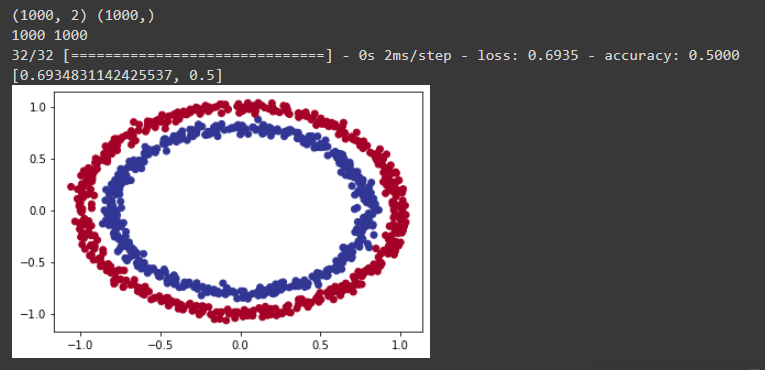 (1000, 2) (1000,)
1000 1000
32/32 [==============================] - 0s 2ms/step - loss: 0.6935 - accuracy: 0.5000
[0.6934831142425537, 0.5]
1.0
0.5
0.0
−0.5
−1.0
−1.0 −0.5 0.0 0.5 1.0